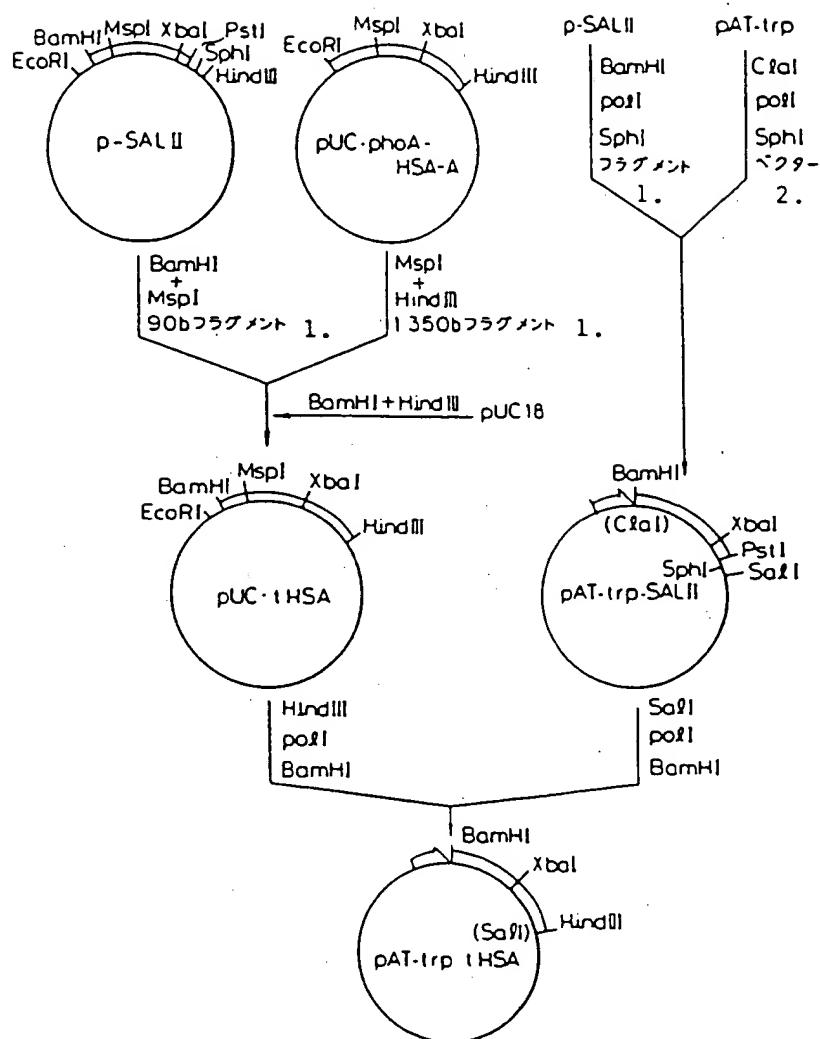 p-SALII
pAT-trp
BamHI
MspI
XbaI
PstI
SphI
HindIII
EcoRI
p-SALII
EcoRI
MspI
XbaI
HindIII
pUC·phoA-
HSA-A
BamHI
polI
SphI
フラグメント
1.
ClaI
polI
SphI
ベクター
2.
BamHI
+
MspI
90bフラグメント 1.
MspI
+
HindIII
1350bフラグメント 1.
BamHI+HindIII
pUC18
EcoRI
BamHI
MspI
XbaI
HindIII
pUC·tHSA
BamHI
(ClaI)
XbaI
PstI
SphI
SalI
pAT-trp-SALII
HindIII
polI
BamHI
SalI
polI
BamHI
BamHI
XbaI
HindIII
(SalI)
pAT-trp tHSA